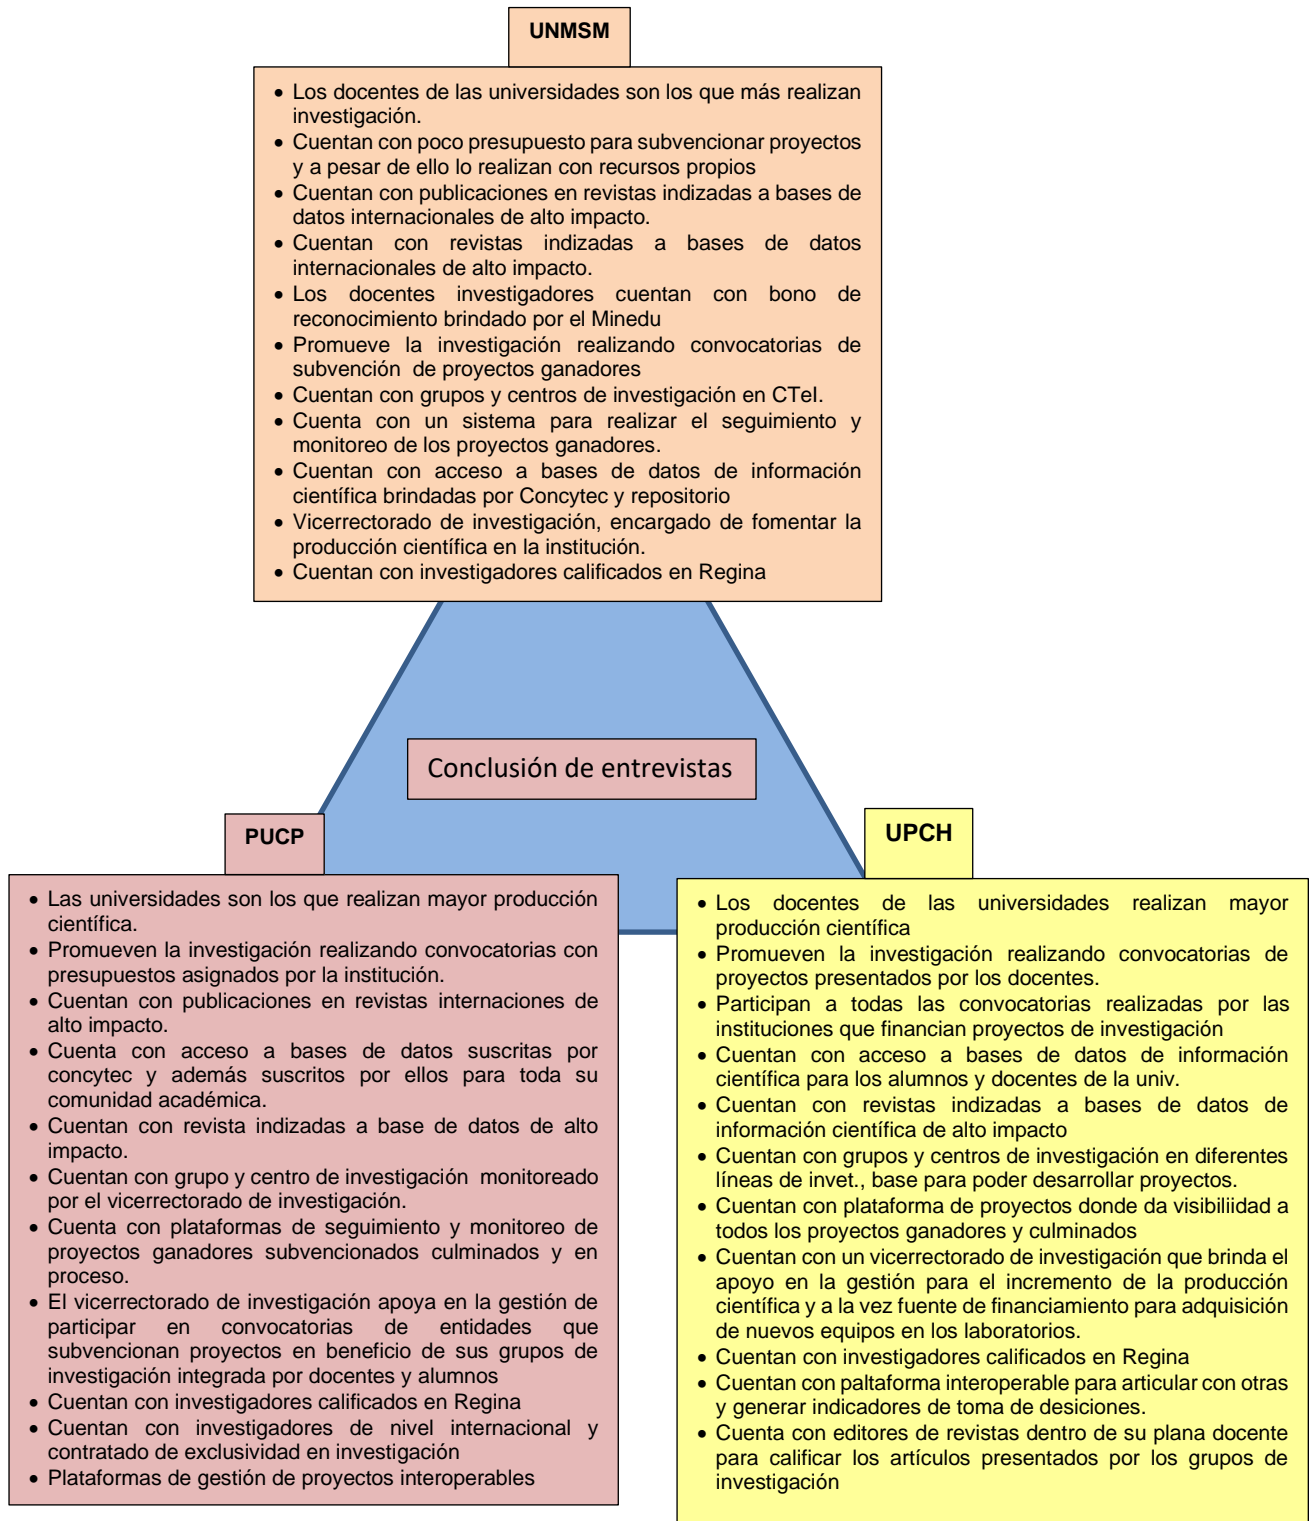 UNMSM
• Los docentes de las universidades son los que más realizan
investigación.
• Cuentan con poco presupuesto para subvencionar proyectos
y a pesar de ello lo realizan con recursos propios
• Cuentan con publicaciones en revistas indizadas a bases de
datos internacionales de alto impacto.
• Cuentan con revistas indizadas a bases de datos
internacionales de alto impacto.
• Los docentes investigadores cuentan con bono de
reconocimiento brindado por el Minedu
• Promueve la investigación realizando convocatorias de
subvención de proyectos ganadores
• Cuentan con grupos y centros de investigación en CTeI.
• Cuenta con un sistema para realizar el seguimiento y
monitoreo de los proyectos ganadores.
• Cuentan con acceso a bases de datos de información
científica brindadas por Concytec y repositorio
• Vicerrectorado de investigación, encargado de fomentar la
producción científica en la institución.
• Cuentan con investigadores calificados en Regina
Conclusión de entrevistas
PUCP
• Las universidades son los que realizan mayor producción
científica.
• Promueven la investigación realizando convocatorias con
presupuestos asignados por la institución.
• Cuentan con publicaciones en revistas internaciones de
alto impacto.
• Cuenta con acceso a bases de datos suscritas por
concytec y además suscritos por ellos para toda su
comunidad académica.
• Cuentan con revista indizadas a base de datos de alto
impacto.
• Cuentan con grupo y centro de investigación monitoreado
por el vicerrectorado de investigación.
• Cuenta con plataformas de seguimiento y monitoreo de
proyectos ganadores subvencionados culminados y en
proceso.
• El vicerrectorado de investigación apoya en la gestión de
participar en convocatorias de entidades que
subvencionan proyectos en beneficio de sus grupos de
investigación integrada por docentes y alumnos
• Cuentan con investigadores calificados en Regina
• Cuentan con investigadores de nivel internacional y
contratado de exclusividad en investigación
• Plataformas de gestión de proyectos interoperables
UPCH
• Los docentes de las universidades realizan mayor
producción científica
• Promueven la investigación realizando convocatorias de
proyectos presentados por los docentes.
• Participan a todas las convocatorias realizadas por las
instituciones que financian proyectos de investigación
• Cuentan con acceso a bases de datos de información
científica para los alumnos y docentes de la univ.
• Cuentan con revistas indizadas a bases de datos de
información científica de alto impacto
• Cuentan con grupos y centros de investigación en diferentes
líneas de invet., base para poder desarrollar proyectos.
• Cuentan con plataforma de proyectos donde da visibiliidad a
todos los proyectos ganadores y culminados
• Cuentan con un vicerrectorado de investigación que brinda el
apoyo en la gestión para el incremento de la producción
científica y a la vez fuente de financiamiento para adquisición
de nuevos equipos en los laboratorios.
• Cuentan con investigadores calificados en Regina
• Cuentan con paltaforma interoperable para articular con otras
y generar indicadores de toma de desiciones.
• Cuenta con editores de revistas dentro de su plana docente
para calificar los artículos presentados por los grupos de
investigación